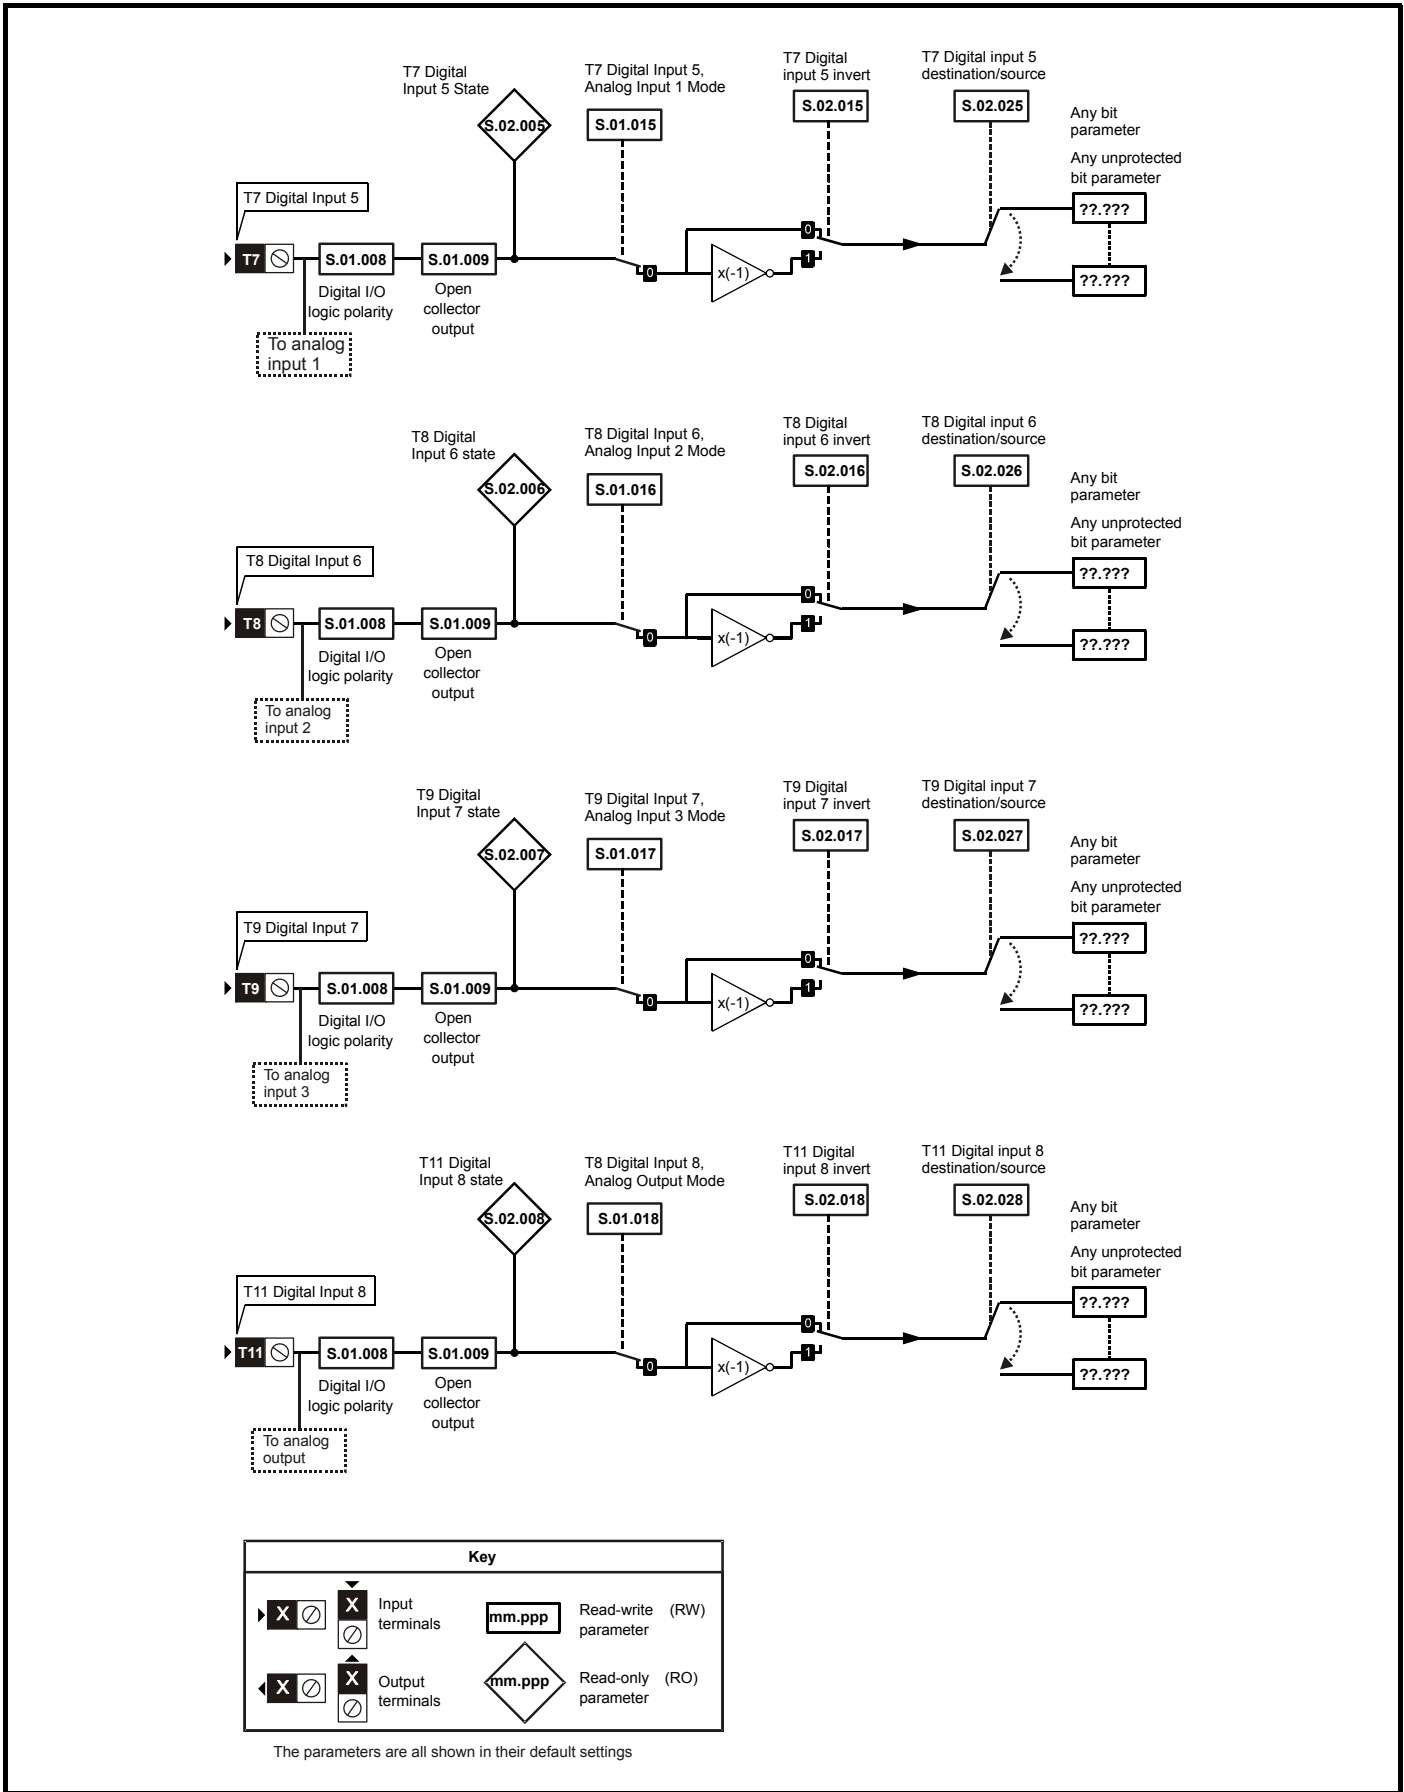 T7 Digital
Input 5 State
T7 Digital Input 5,
Analog Input 1 Mode
T7 Digital
input 5 invert
T7 Digital input 5
destination/source
S.02.005
S.01.015
S.02.015
S.02.025
Any bit
parameter
Any unprotected
bit parameter
T7 Digital Input 5
??.???
T7
S.01.008
S.01.009
0
x(-1)
0
1
??.???
Digital I/O
logic polarity
Open
collector
output
To analog
input 1
T8 Digital
Input 6 state
T8 Digital Input 6,
Analog Input 2 Mode
T8 Digital
input 6 invert
T8 Digital input 6
destination/source
S.02.006
S.01.016
S.02.016
S.02.026
Any bit
parameter
Any unprotected
bit parameter
T8 Digital Input 6
??.???
T8
S.01.008
S.01.009
0
x(-1)
0
1
??.???
Digital I/O
logic polarity
Open
collector
output
To analog
input 2
T9 Digital
Input 7 state
T9 Digital Input 7,
Analog Input 3 Mode
T9 Digital
input 7 invert
T9 Digital input 7
destination/source
S.02.007
S.01.017
S.02.017
S.02.027
Any bit
parameter
Any unprotected
bit parameter
T9 Digital Input 7
??.???
T9
S.01.008
S.01.009
0
x(-1)
0
1
??.???
Digital I/O
logic polarity
Open
collector
output
To analog
input 3
T11 Digital
Input 8 state
T8 Digital Input 8,
Analog Output Mode
T11 Digital
input 8 invert
T11 Digital input 8
destination/source
S.02.008
S.01.018
S.02.018
S.02.028
Any bit
parameter
Any unprotected
bit parameter
T11 Digital Input 8
??.???
T11
S.01.008
S.01.009
0
x(-1)
0
1
??.???
Digital I/O
logic polarity
Open
collector
output
To analog
output
Key
X
X
Input
terminals
mm.ppp
Read-write (RW)
parameter
X
X
Output
terminals
mm.ppp
Read-only (RO)
parameter
The parameters are all shown in their default settings